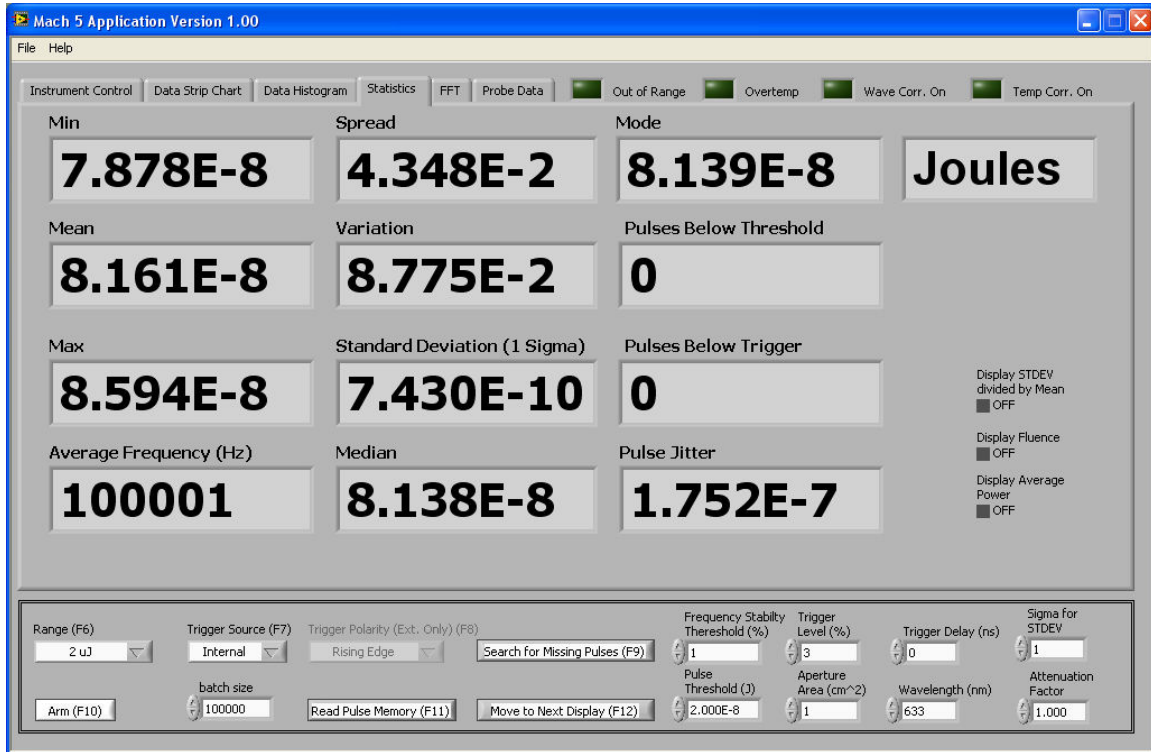 Mach 5 Application Version 1.00
File Help
Instrument Control Data Strip Chart Data Histogram Statistics FFT Probe Data Out of Range Overtemp Wave Corr. On Temp Corr. On
Min Spread Mode
7.878E-8 4.348E-2 8.139E-8 Joules
Mean Variation Pulses Below Threshold
8.161E-8 8.775E-2 0
Max Standard Deviation (1 Sigma) Pulses Below Trigger
8.594E-8 7.430E-10 0
Display STDEV
divided by Mean
OFF
Display Fluence
OFF
Display Average
Power
OFF
Average Frequency (Hz) Median Pulse Jitter
100001 8.138E-8 1.752E-7
Range (F6) Trigger Source (F7) Trigger Polarity (Ext. Only) (F8)
2 uJ Internal Rising Edge Search for Missing Pulses (F9)
Frequency Stabilty
Thereshold (%)
1
Trigger
Level (%)
3
Trigger Delay (ns)
0
Sigma for
STDEV
1
batch size
Arm (F10) 100000 Read Pulse Memory (F11) Move to Next Display (F12)
Pulse
Threshold (J)
2.000E-8
Aperture
Area (cm^2)
1
Wavelength (nm)
633
Attenuation
Factor
1.000